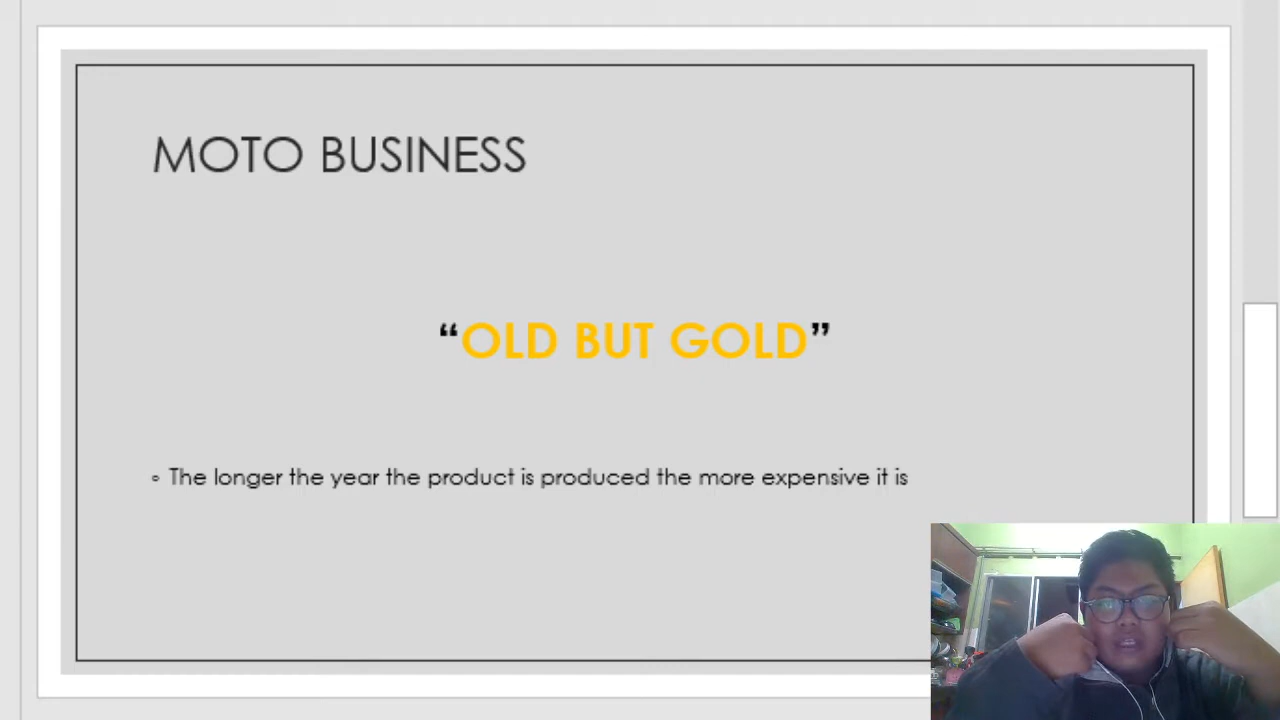 MOTO BUSINESS
“OLD BUT GOLD”
◦ The longer the year the product is produced the more expensive it is